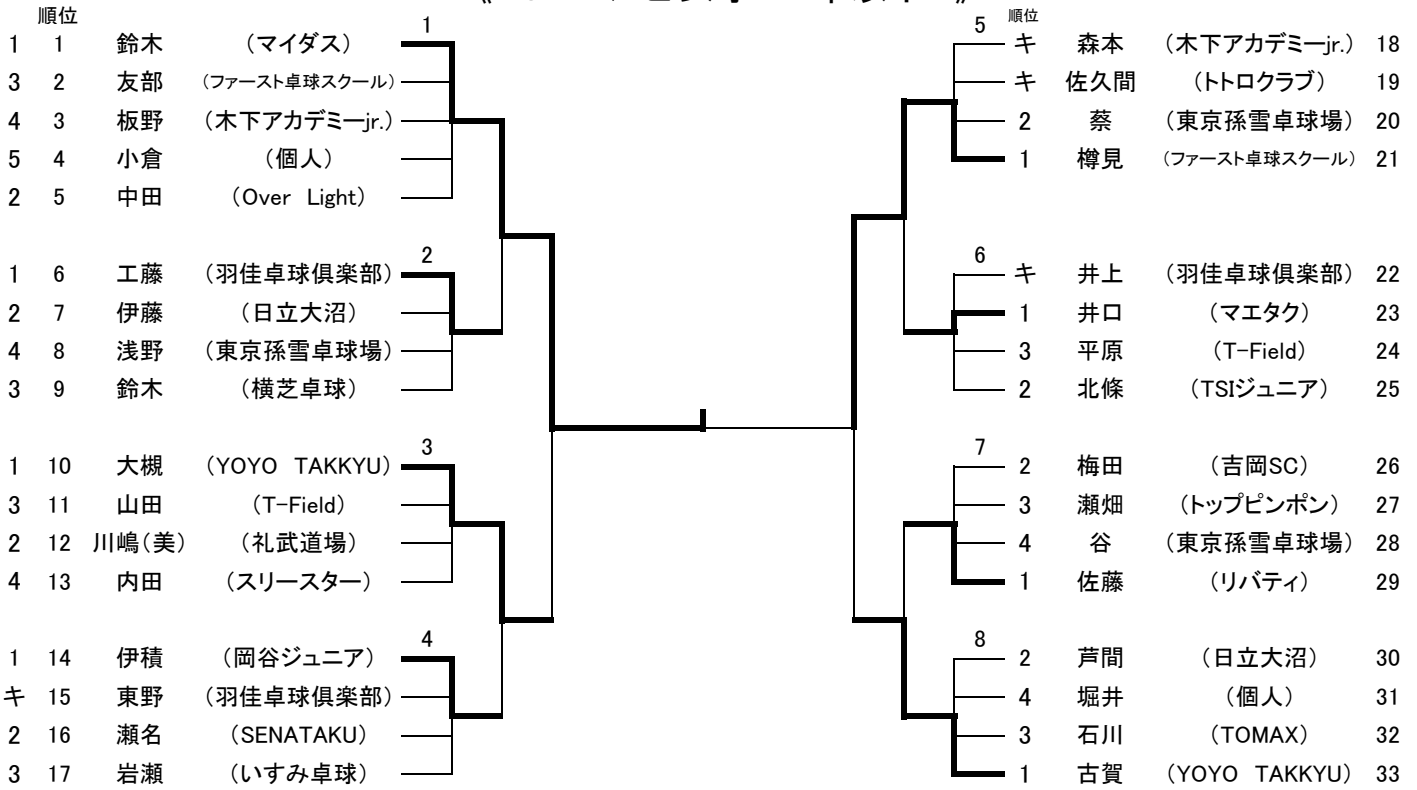 順位
1 1 鈴木 （マイダス） 1
3 2 友部 （ファースト卓球スクール）
4 3 板野 （木下アカデミーjr.）
5 4 小倉 （個人）
2 5 中田 （Over Light）
1 6 工藤 （羽佳卓球倶楽部） 2
2 7 伊藤 （日立大沼）
4 8 浅野 （東京孫雪卓球場）
3 9 鈴木 （横芝卓球）
1 10 大槻 （YOYO TAKKYU） 3
3 11 山田 （T-Field）
2 12 川嶋（美） （礼武道場）
4 13 内田 （スリースター）
1 14 伊積 （岡谷ジュニア） 4
キ 15 東野 （羽佳卓球倶楽部）
2 16 瀬名 （SENATAKU）
3 17 岩瀬 （いすみ卓球）
5 順位
キ 森本 （木下アカデミーjr.） 18
キ 佐久間 （トトロクラブ） 19
2 蔡 （東京孫雪卓球場） 20
1 樽見 （ファースト卓球スクール） 21
6
キ 井上 （羽佳卓球倶楽部） 22
1 井口 （マエタク） 23
3 平原 （T-Field） 24
2 北條 （TSIジュニア） 25
7
2 梅田 （吉岡SC） 26
3 瀬畑 （トップピンポン） 27
4 谷 （東京孫雪卓球場） 28
1 佐藤 （リバティ） 29
8
2 芦間 （日立大沼） 30
4 堀井 （個人） 31
3 石川 （TOMAX） 32
1 古賀 （YOYO TAKKYU） 33